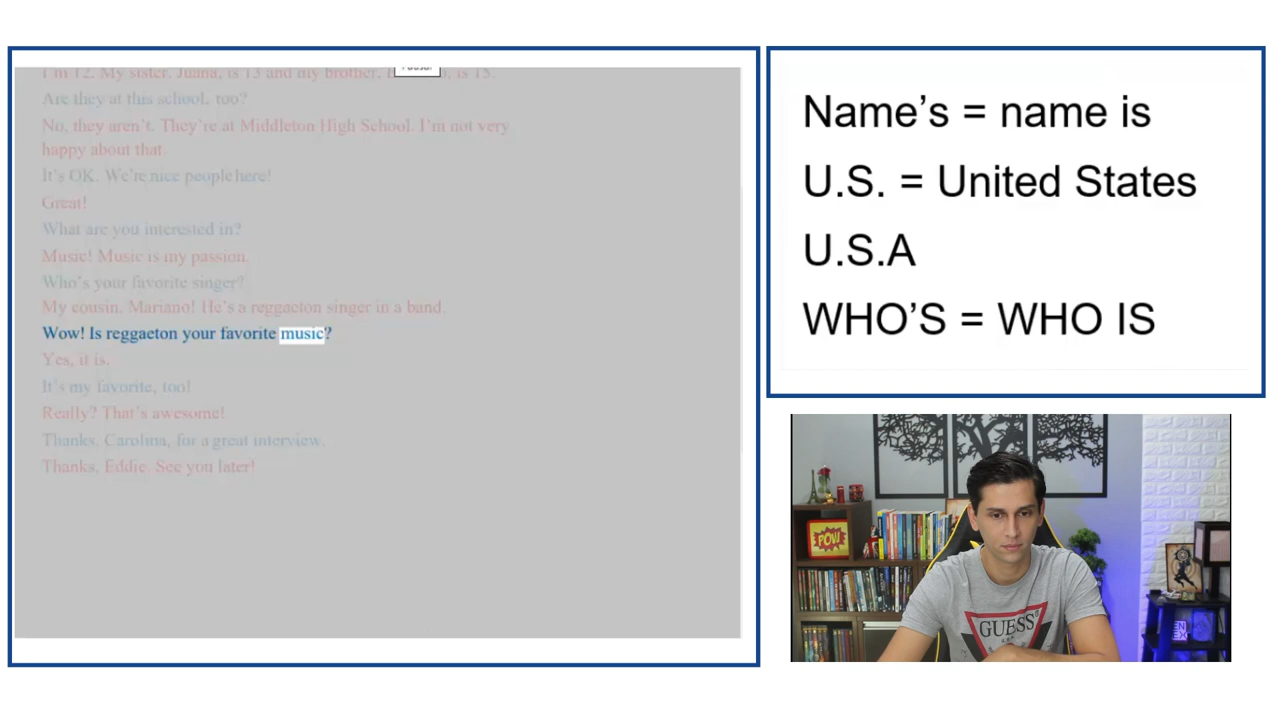 I'm 12. My sister, Juana, is 13 and my brother, is 15.
Are they at this school, too?
No, they aren't. They're at Middleton High School. I'm not very
happy about that.
It's OK. We're nice people here!
Great!
What are you interested in?
Music! Music is my passion.
Who's your favorite singer?
My cousin, Mariano! He's a reggaeton singer in a band.
Wow! Is reggaeton your favorite music?
Yes, it is.
It's my favorite, too!
Really? That's awesome!
Thanks, Carolina, for a great interview.
Thanks, Eddie. See you later!
Name's = name is
U.S. = United States
U.S.A
WHO'S = WHO IS
POW
GUESS